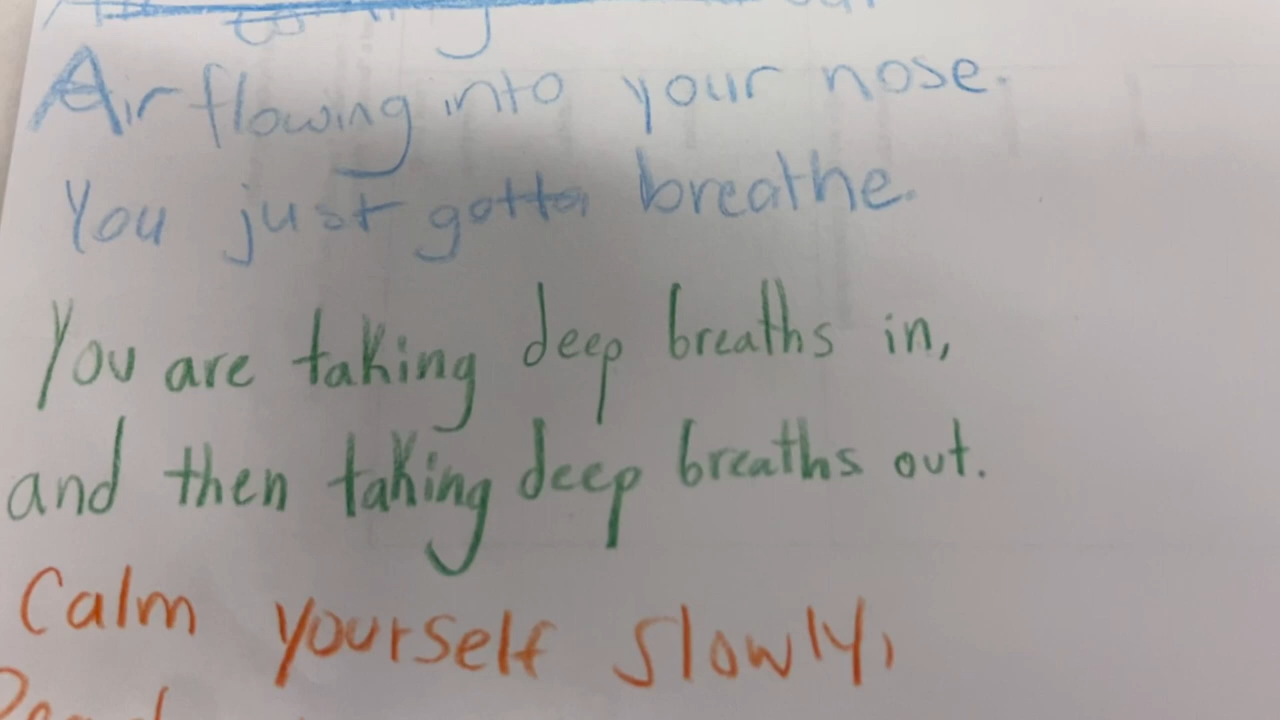 Air flowing into your nose.
You just gotta breathe.
You are taking deep breaths in,
and then taking deep breaths out.
Calm yourself slowly,